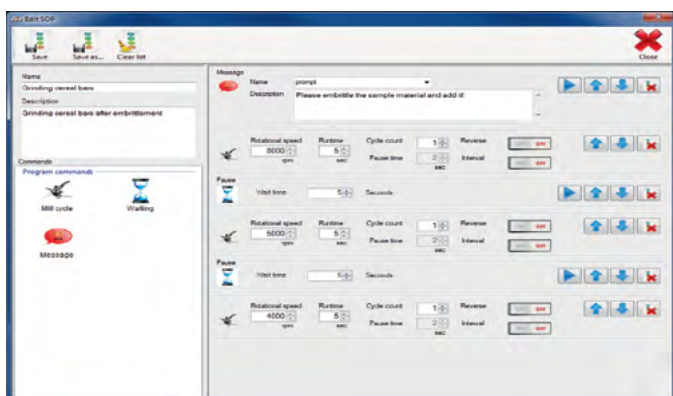 Edit SOP
Save Save as... Clear list Close
Name
Grinding cereal bars
Description
Grinding cereal bars after embrittlement
Commands
Program commands
Mill cycle Waiting
Message
Message
Name prompt
Description Please embrittle the sample material and add it!
Rotational speed Runtime Cycle count 1 Reverse OFF
8000 5 Pause time 2 Interval OFF
rpm sec sec
Pause
Wait time 5 Seconds
Rotational speed Runtime Cycle count 1 Reverse OFF
5000 5 Pause time 2 Interval OFF
rpm sec sec
Pause
Wait time 5 Seconds
Rotational speed Runtime Cycle count 1 Reverse OFF
4000 5 Pause time 2 Interval OFF
rpm sec sec